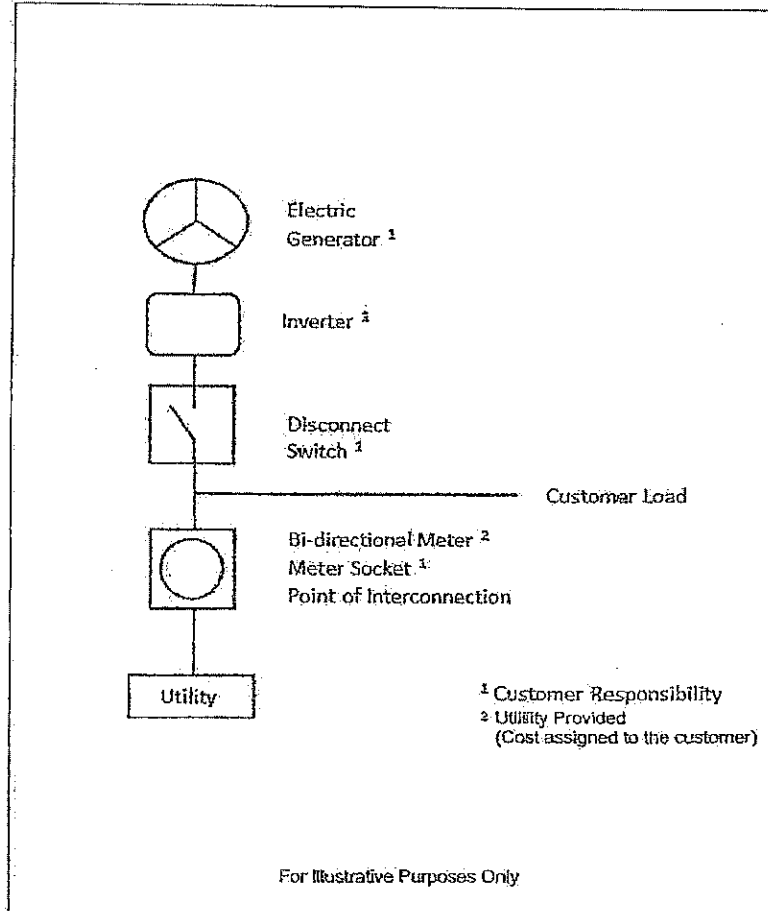 Electric
Generator ¹
Inverter ¹
Disconnect
Switch ¹
Customer Load
Bi-directional Meter ²
Meter Socket ¹
Point of Interconnection
Utility
¹ Customer Responsibility
² Utility Provided
(Cost assigned to the customer)
For Illustrative Purposes Only